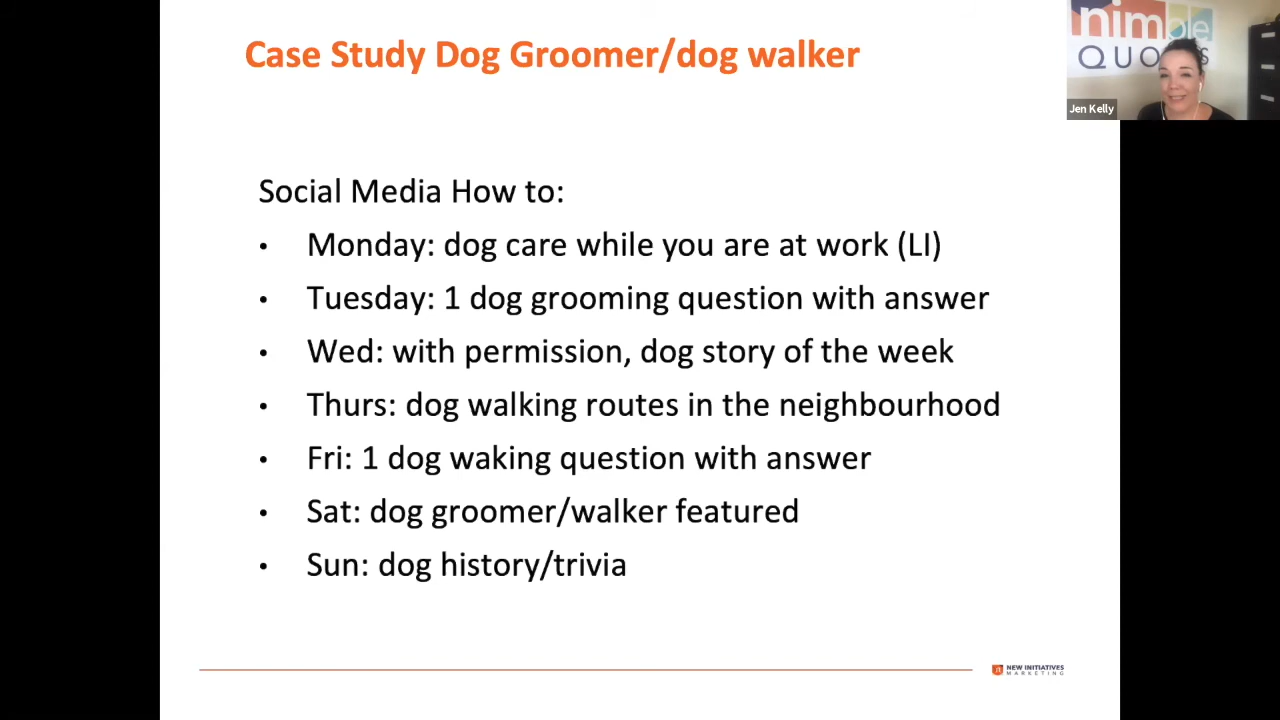 Case Study Dog Groomer/dog walker
nimble
QUOTES
Jen Kelly
Social Media How to:
• Monday: dog care while you are at work (LI)
• Tuesday: 1 dog grooming question with answer
• Wed: with permission, dog story of the week
• Thurs: dog walking routes in the neighbourhood
• Fri: 1 dog waking question with answer
• Sat: dog groomer/walker featured
• Sun: dog history/trivia
NEW INITIATIVES
MARKETING